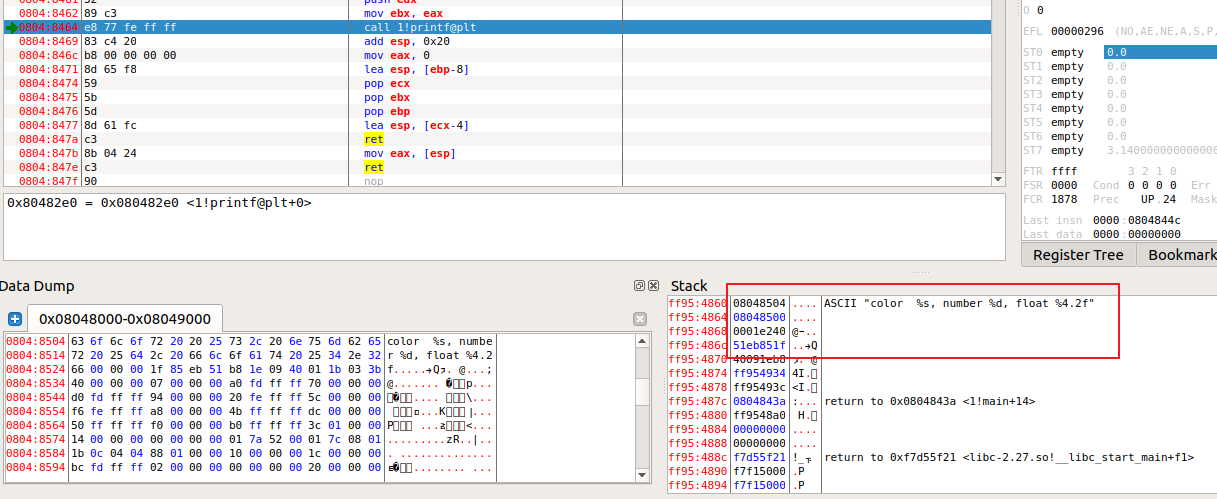 0804:8461 52 push edx
0804:8462 89 c3 mov ebx, eax
0804:8464 e8 77 fe ff ff call 1!printf@plt
0804:8469 83 c4 20 add esp, 0x20
0804:846c b8 00 00 00 00 mov eax, 0
0804:8471 8d 65 f8 lea esp, [ebp-8]
0804:8474 59 pop ecx
0804:8475 5b pop ebx
0804:8476 5d pop ebp
0804:8477 8d 61 fc lea esp, [ecx-4]
0804:847a c3 ret
0804:847b 8b 04 24 mov eax, [esp]
0804:847e c3 ret
0804:847f 90 nop
0x80482e0 = 0x080482e0 <1!printf@plt+0>
O 0
EFL 00000296 (NO,AE,NE,A,S,P,
ST0 empty 0.0
ST1 empty 0.0
ST2 empty 0.0
ST3 empty 0.0
ST4 empty 0.0
ST5 empty 0.0
ST6 empty 0.0
ST7 empty 3.140000000000000
FTR ffff 3 2 1 0
FSR 0000 Cond 0 0 0 0 Err
FCR 1878 Prec UP,24 Mask
Last insn 0000:0804844c
Last data 0000:00000000
Register Tree Bookmark
Data Dump
0x08048000-0x08049000
0804:8504 63 6f 6c 6f 72 20 20 25 73 2c 20 6e 75 6d 62 65 color  %s, numbe
0804:8514 72 20 25 64 2c 20 66 6c 6f 61 74 20 25 34 2e 32 r %d, float %4.2
0804:8524 66 00 00 00 1f 85 eb 51 b8 1e 09 40 01 1b 03 3b
0804:8534 40 00 00 00 07 00 00 00 a0 fd ff ff 70 00 00 00
0804:8544 d0 fd ff ff 94 00 00 00 20 fe ff ff 5c 00 00 00
0804:8554 f6 fe ff ff a8 00 00 00 4b ff ff ff dc 00 00 00
0804:8564 50 ff ff ff f0 00 00 00 b0 ff ff ff 3c 01 00 00
0804:8574 14 00 00 00 00 00 00 00 01 7a 52 00 01 7c 08 01 .........zR..|..
0804:8584 1b 0c 04 04 88 01 00 00 10 00 00 00 1c 00 00 00
0804:8594 bc fd ff ff 02 00 00 00 00 00 00 00 20 00 00 00
Stack
ff95:4860 08048504 .... ASCII "color  %s, number %d, float %4.2f"
ff95:4864 08048500 ....
ff95:4868 0001e240
ff95:486c 51eb851f
ff95:4870 40091eb8
ff95:4874 ff954934
ff95:4878 ff95493c
ff95:487c 0804843a :... return to 0x0804843a <1!main+14>
ff95:4880 ff9548a0
ff95:4884 00000000 ....
ff95:4888 00000000 ....
ff95:488c f7d55f21 return to 0xf7d55f21 <libc-2.27.so!__libc_start_main+f1>
ff95:4890 f7f15000 .P
ff95:4894 f7f15000 .P